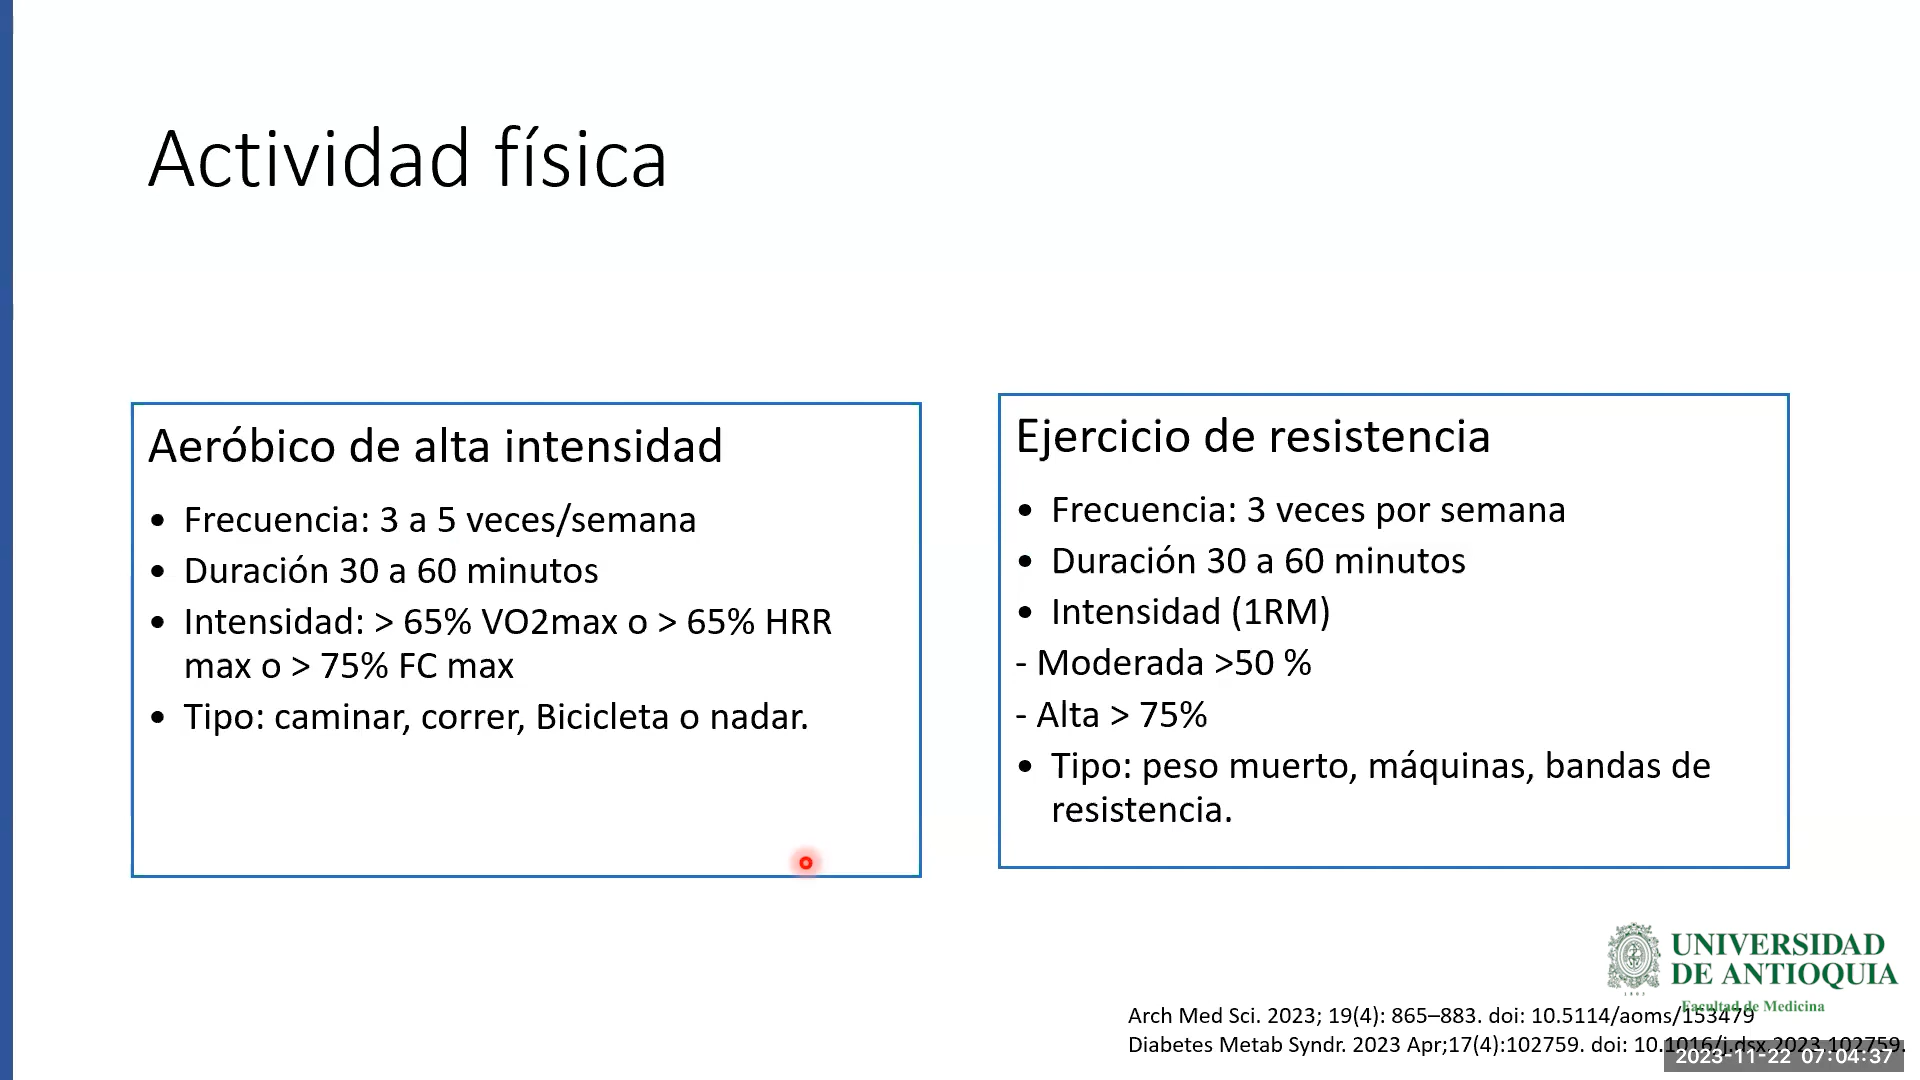 Actividad física
Aeróbico de alta intensidad
• Frecuencia: 3 a 5 veces/semana
• Duración 30 a 60 minutos
• Intensidad: > 65% VO2max o > 65% HRR
max o > 75% FC max
• Tipo: caminar, correr, Bicicleta o nadar.
Ejercicio de resistencia
• Frecuencia: 3 veces por semana
• Duración 30 a 60 minutos
• Intensidad (1RM)
- Moderada >50 %
- Alta > 75%
• Tipo: peso muerto, máquinas, bandas de
resistencia.
UNIVERSIDAD
DE ANTIOQUIA
1803
Facultad de Medicina
Arch Med Sci. 2023; 19(4): 865–883. doi: 10.5114/aoms/153479
Diabetes Metab Syndr. 2023 Apr;17(4):102759. doi: 10.1016/j.dsx.2023.102759.
2023-11-22 07:04:37